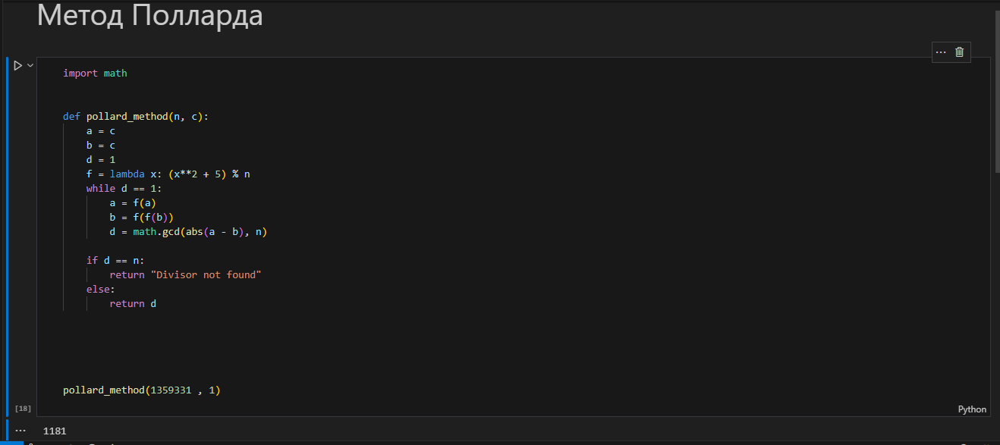 Метод Полларда
import math
def pollard_method(n, c):
a = c
b = c
d = 1
f = lambda x: (x**2 + 5) % n
while d == 1:
a = f(a)
b = f(f(b))
d = math.gcd(abs(a - b), n)
if d == n:
return "Divisor not found"
else:
return d
pollard_method(1359331 , 1)
[18]
Python
1181